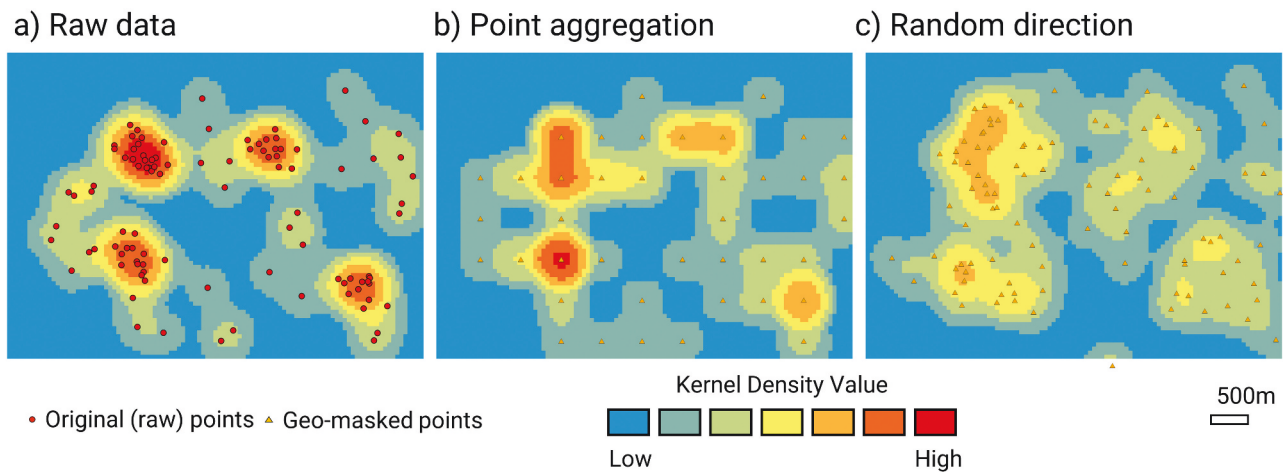 a) Raw data
b) Point aggregation
c) Random direction
Kernel Density Value
Original (raw) points
Geo-masked points
Low
High
500m